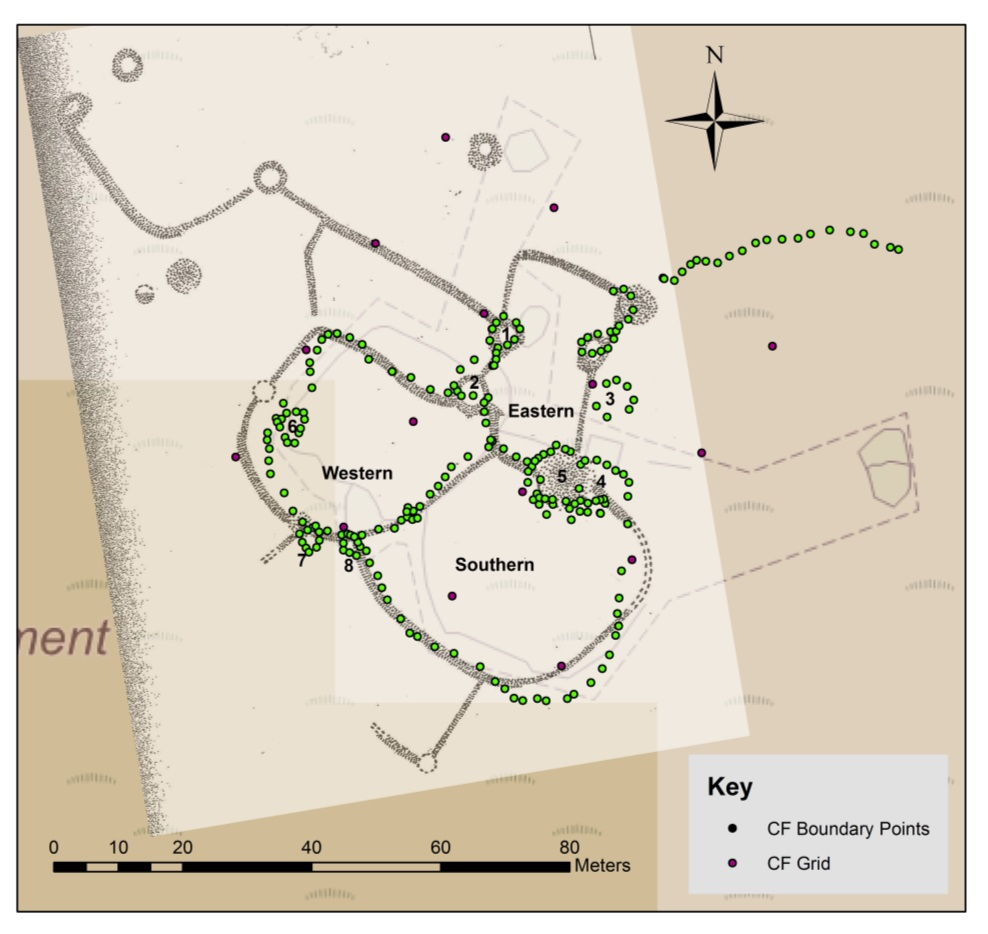 N
1
2
Eastern
3
6
Western
5
4
7
8
Southern
ment
Key
CF Boundary Points
CF Grid
0 10 20 40 60 80
Meters